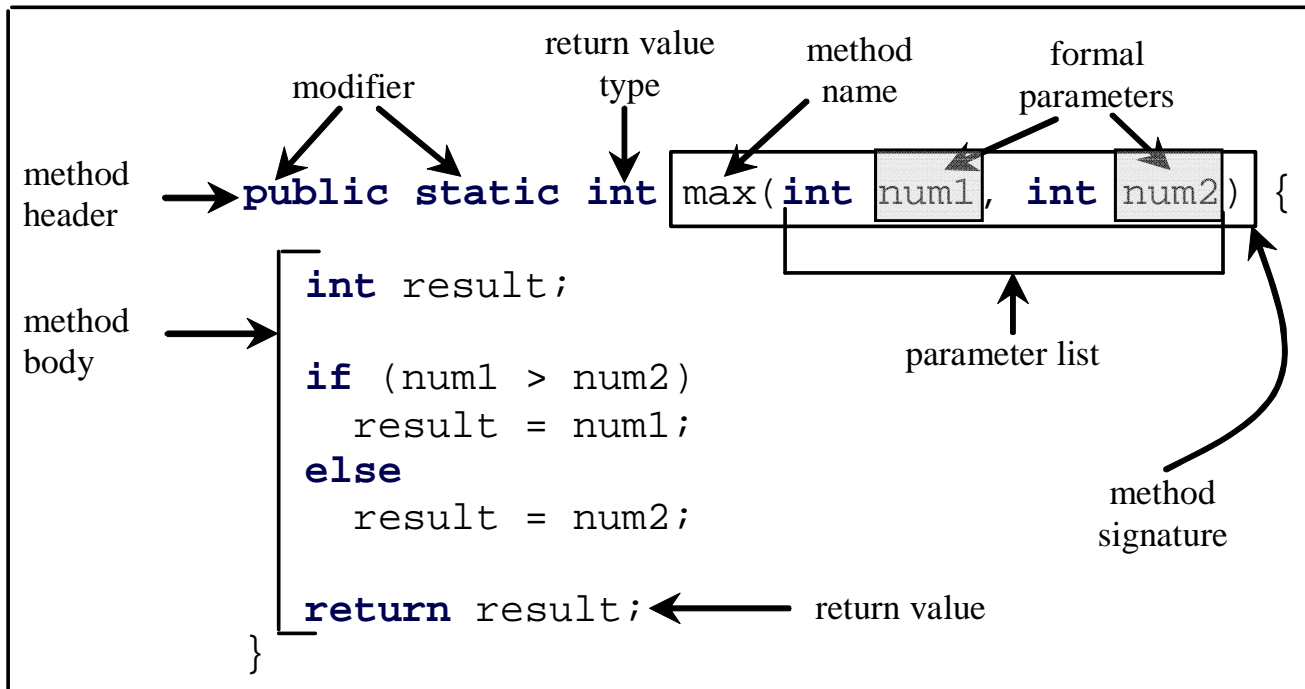 return value
type
method
name
formal
parameters
modifier
method
header
public static int max(int num1, int num2) {
int result;
method
body
parameter list
if (num1 > num2)
result = num1;
else
result = num2;
method
signature
return result;
return value
}